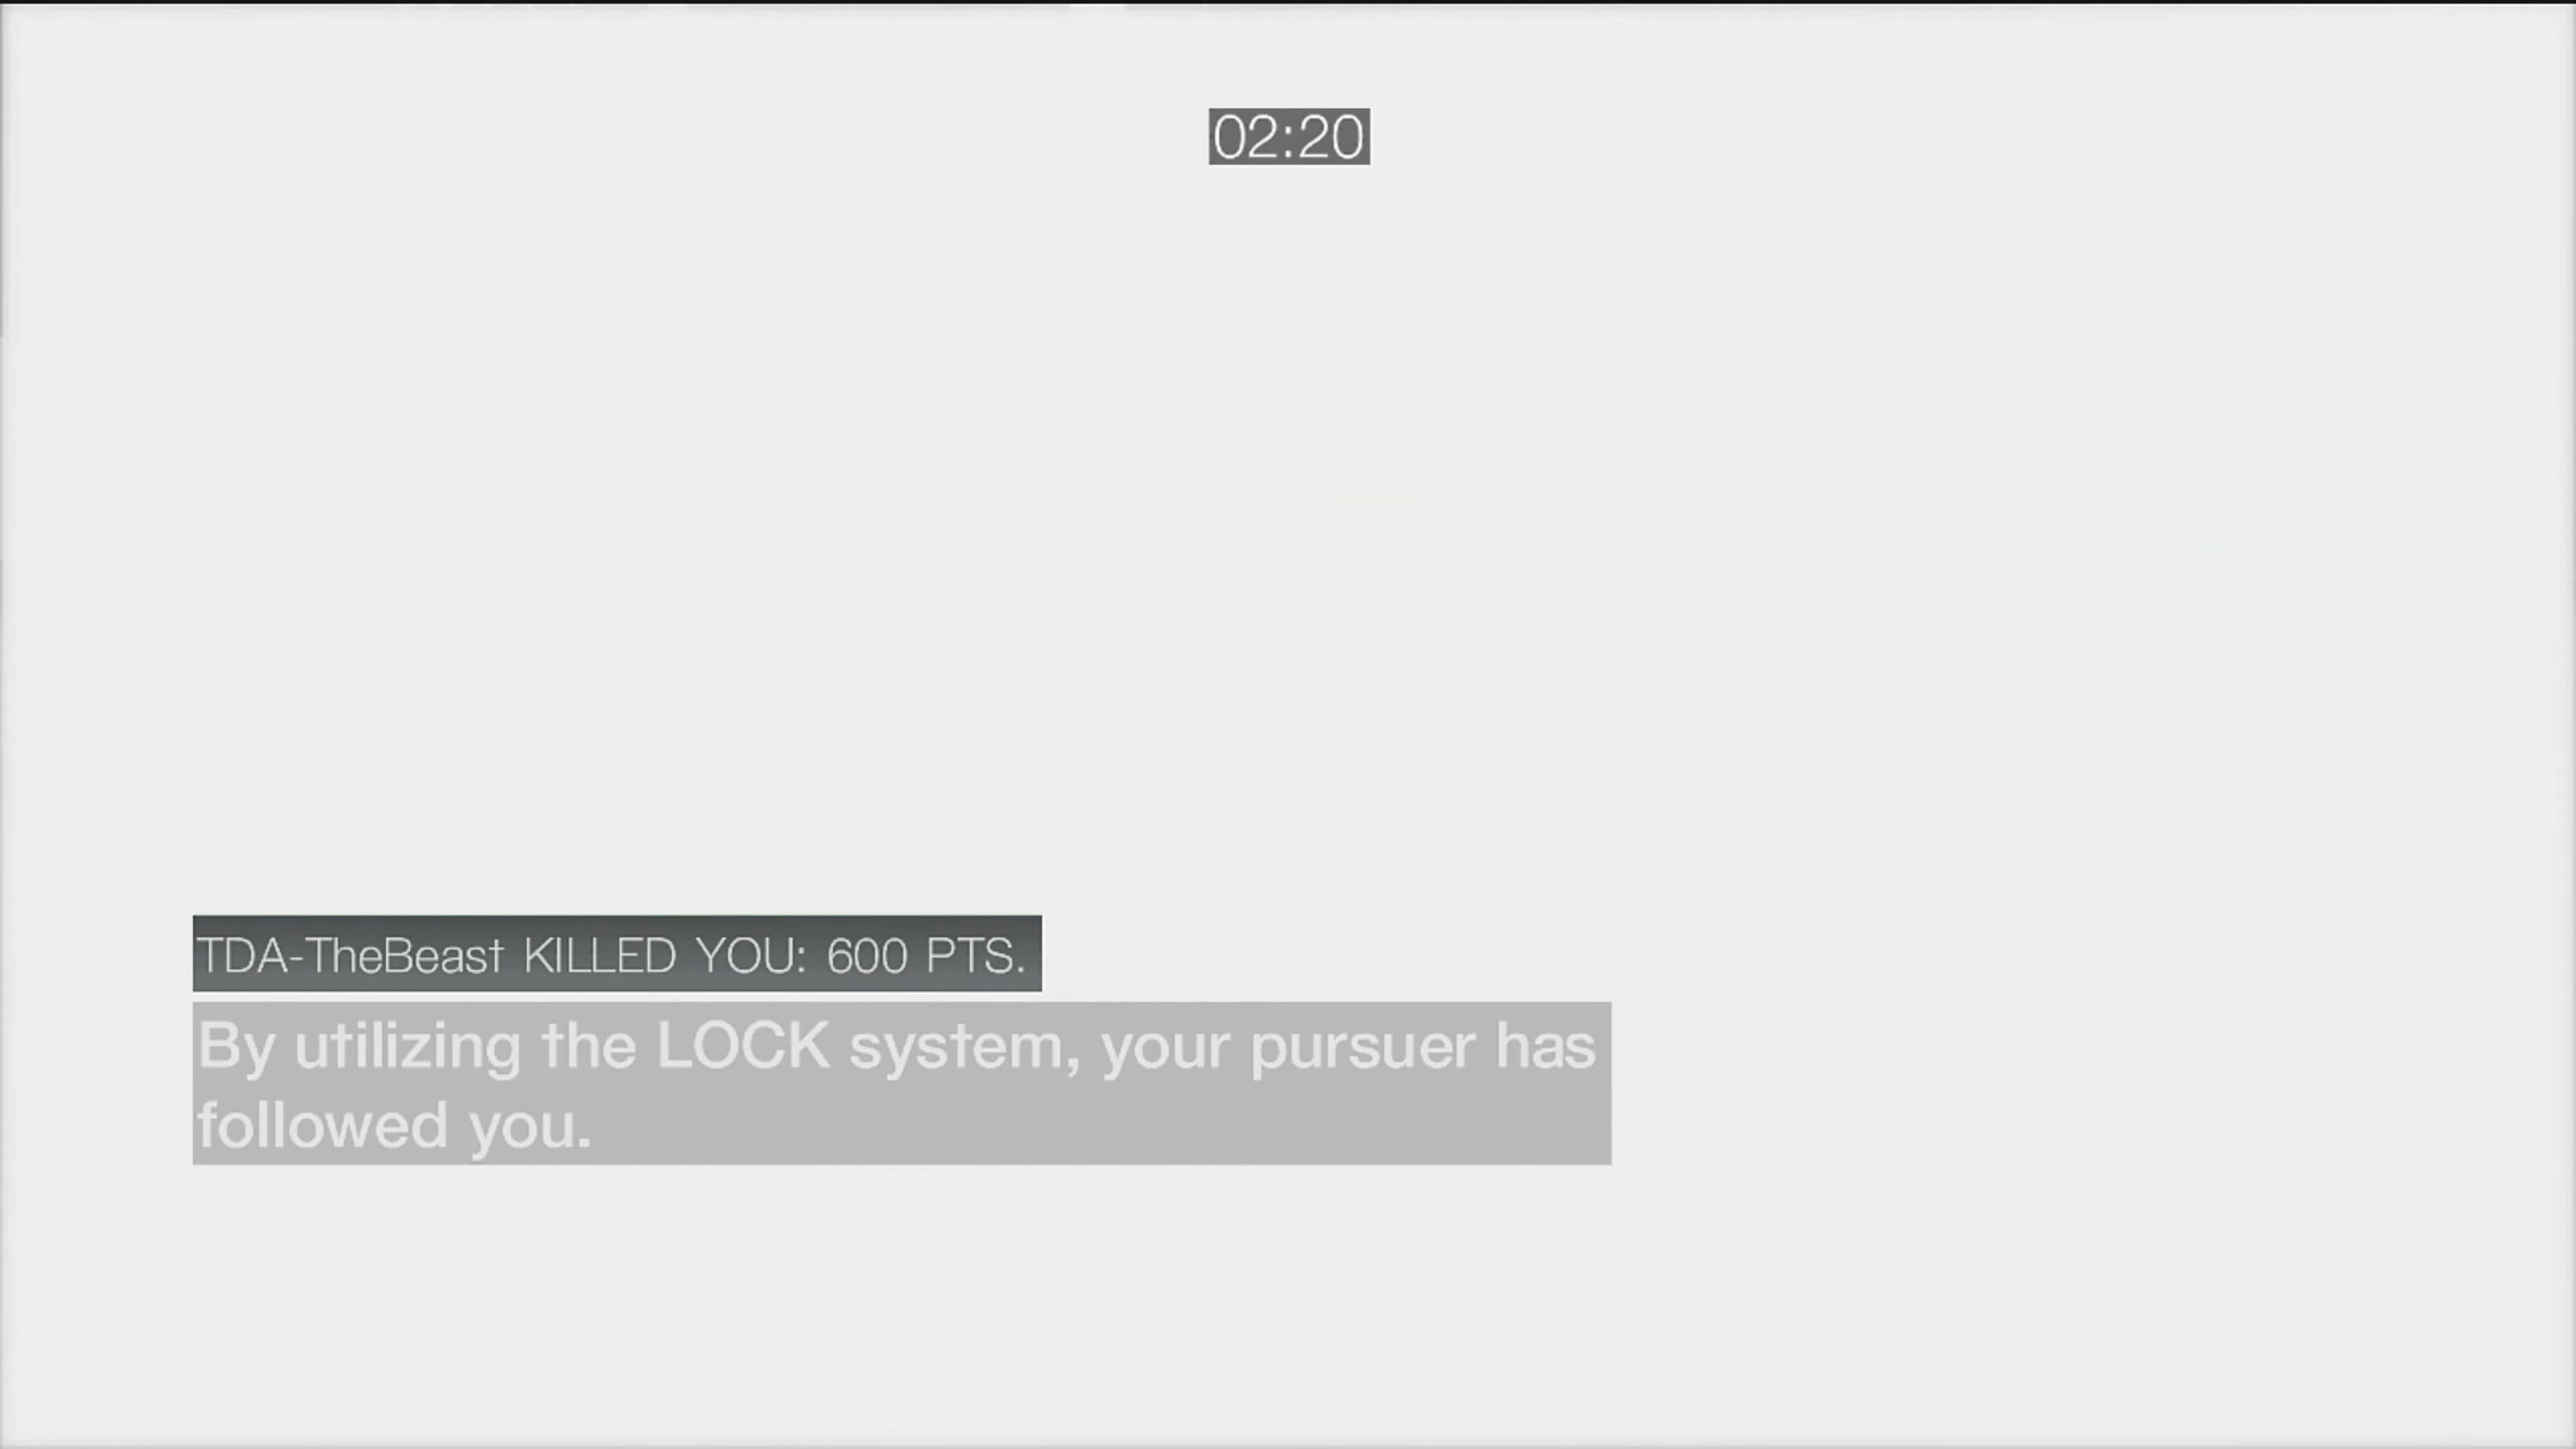 02:20
TDA-TheBeast KILLED YOU: 600 PTS.
By utilizing the LOCK system, your pursuer has
followed you.